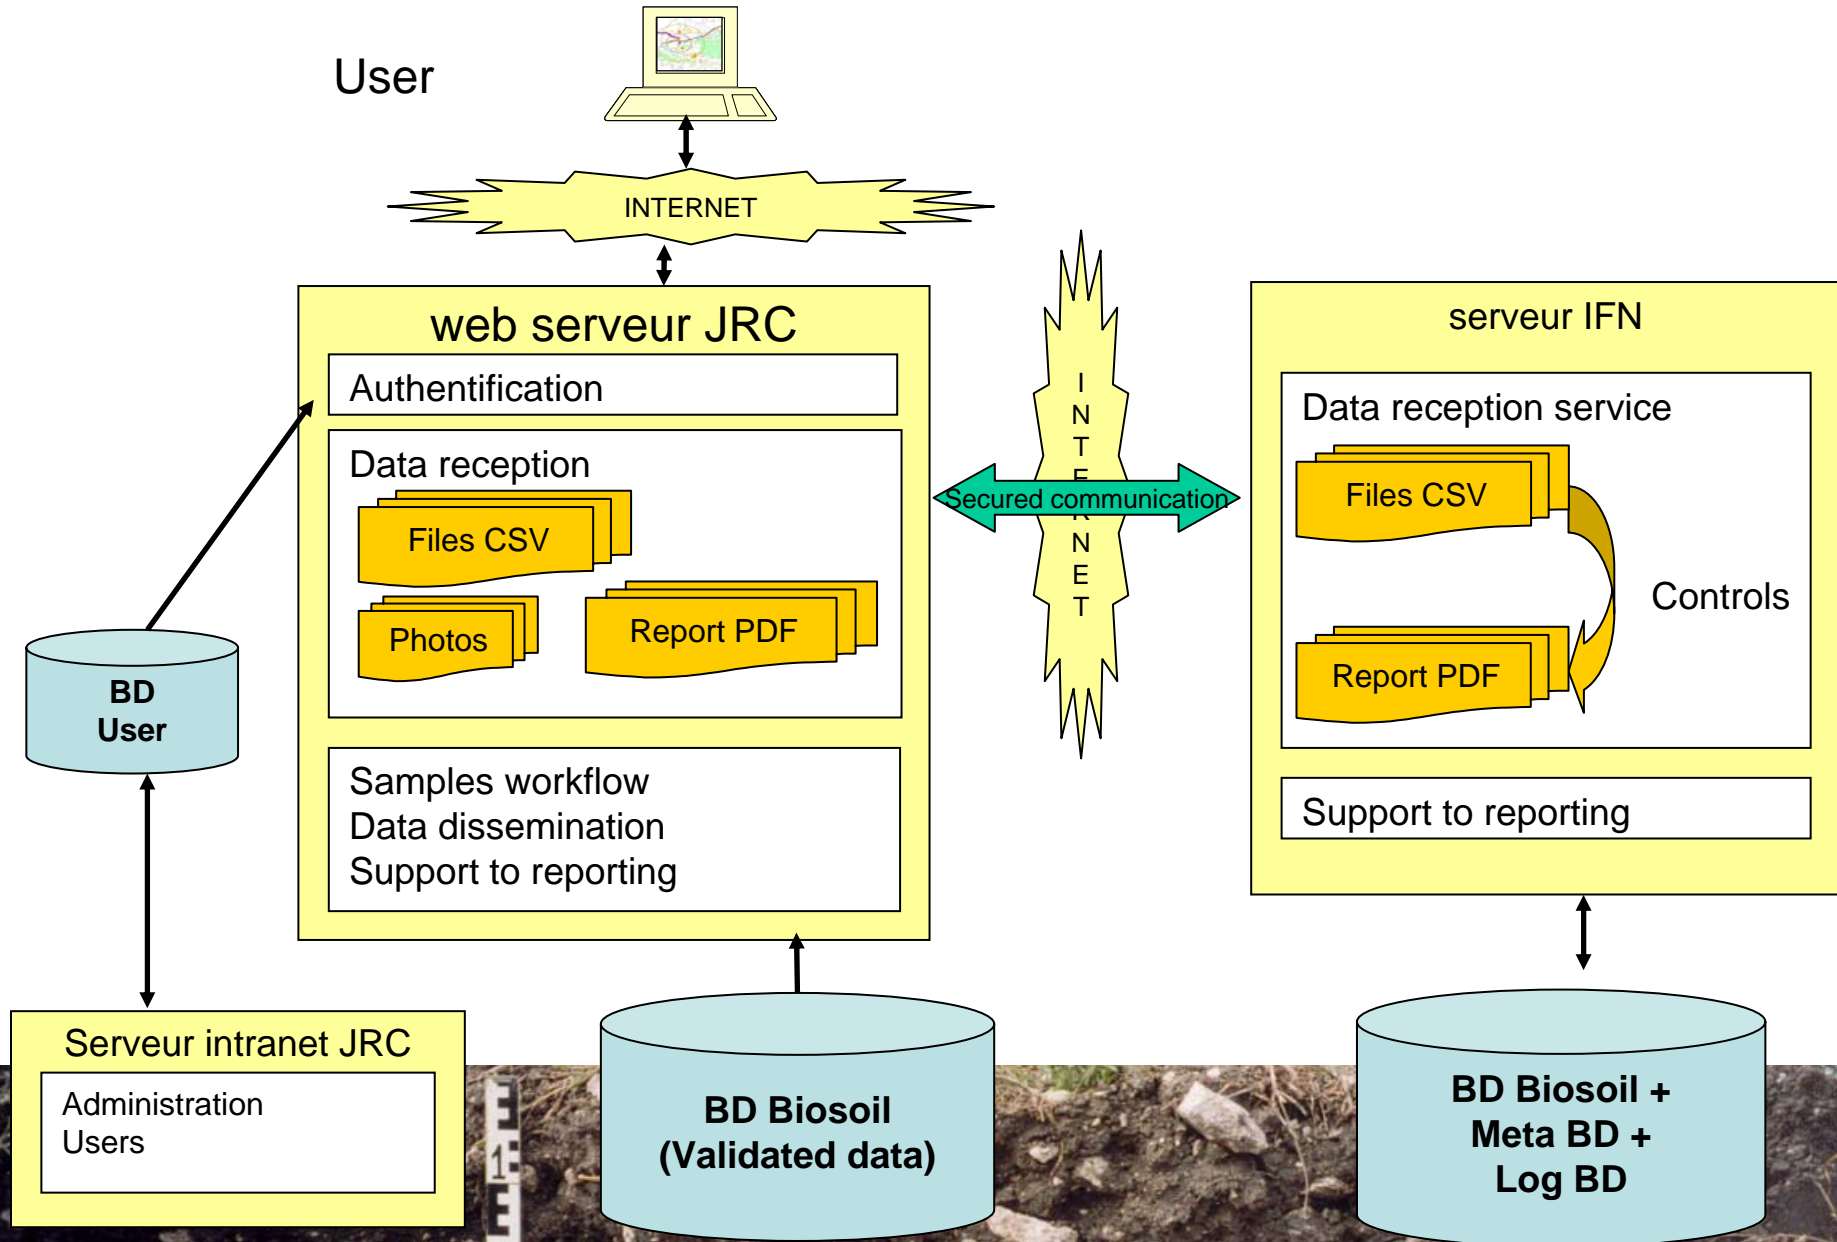 User
INTERNET
web serveur JRC
Authentification
Data reception
Files CSV
Photos
Report PDF
Samples workflow
Data dissemination
Support to reporting
INTERNET
Secured communication
serveur IFN
Data reception service
Files CSV
Controls
Report PDF
Support to reporting
BD
User
Serveur intranet JRC
Administration
Users
BD Biosoil
(Validated data)
BD Biosoil +
Meta BD +
Log BD
1